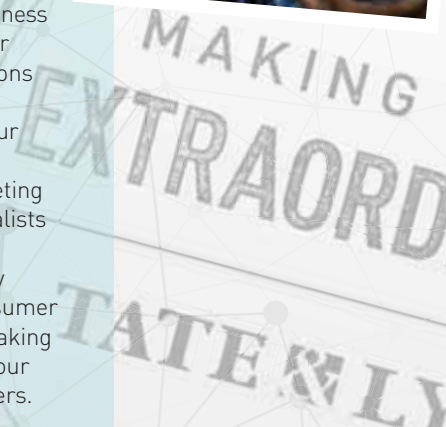 ness
r
ons
ur
eting
alists
y
sumer
aking
our
ers.
MAKING
EXTRAORD
TATE & LY